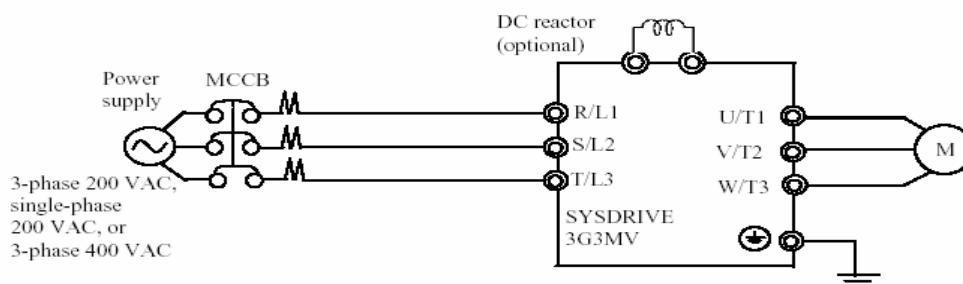 DC reactor
(optional)
Power
supply
MCCB
R/L1
S/L2
T/L3
U/T1
V/T2
W/T3
M
3-phase 200 VAC,
single-phase
200 VAC, or
3-phase 400 VAC
SYSDRIVE
3G3MV